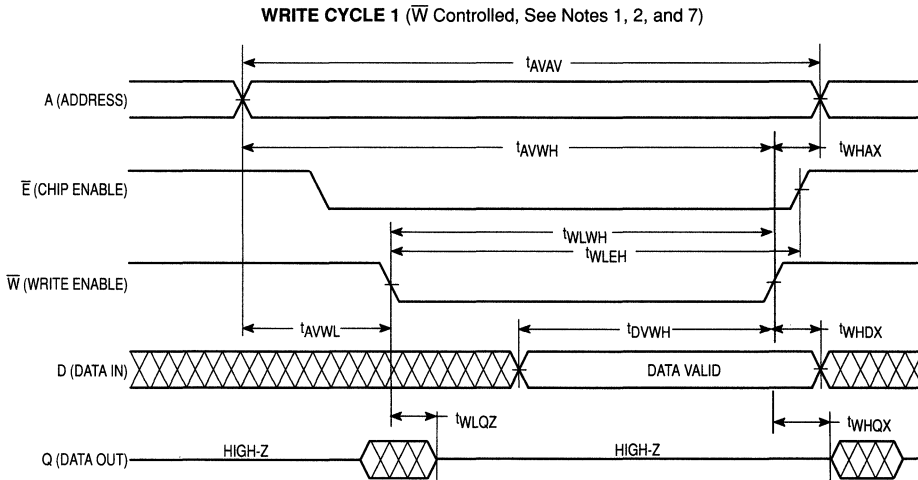 WRITE CYCLE 1 (W̅ Controlled, See Notes 1, 2, and 7)
tAVAV
A (ADDRESS)
tAVWH
tWHAX
E̅ (CHIP ENABLE)
tWLWH
tWLEH
W̅ (WRITE ENABLE)
tAVWL
tDVWH
tWHDX
D (DATA IN)
DATA VALID
tWLQZ
tWHQX
Q (DATA OUT)
HIGH-Z
HIGH-Z